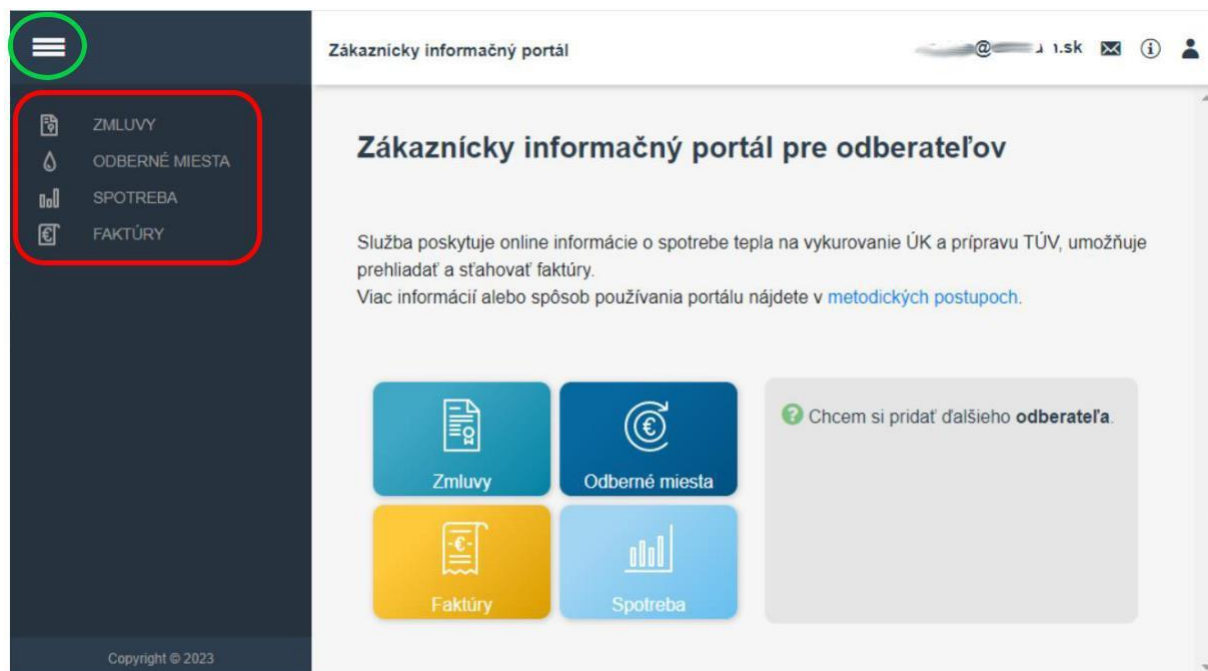 Zákaznícky informačný portál
@ .sk
ZMLUVY
ODBERNÉ MIESTA
SPOTREBA
FAKTÚRY
Zákaznícky informačný portál pre odberateľov
Služba poskytuje online informácie o spotrebe tepla na vykurovanie ÚK a prípravu TÚV, umožňuje
prehliadať a sťahovať faktúry.
Viac informácií alebo spôsob používania portálu nájdete v metodických postupoch.
Chcem si pridať ďalšieho odberateľa.
Zmluvy
Odberné miesta
Faktúry
Spotreba
Copyright © 2023